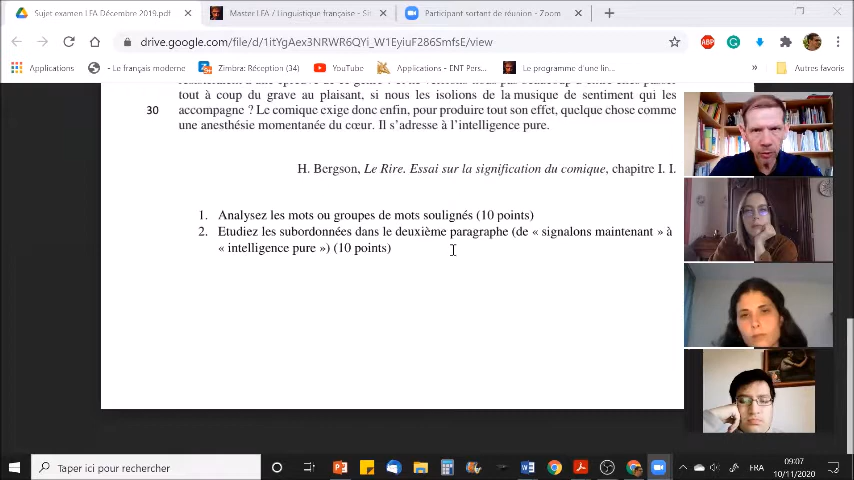 Sujet examen LFA Décembre 2019.pdf
Master LFA / Linguistique française - Si
Participant sortant de réunion - Zoom
drive.google.com/file/d/1itYgAex3NRWR6QYi_W1EyiuF286SmfsE/view
ABP
Applications
- Le français moderne
Zimbra: Réception (34)
YouTube
Applications - ENT Per...
Le programme d'une lin...
»
Autres favoris
tout à coup du grave au plaisant, si nous les isolions de la musique de sentiment qui les
30 accompagne ? Le comique exige donc enfin, pour produire tout son effet, quelque chose comme
une anesthésie momentanée du cœur. Il s'adresse à l'intelligence pure.
H. Bergson, Le Rire. Essai sur la signification du comique, chapitre I. I.
1. Analysez les mots ou groupes de mots soulignés (10 points)
2. Etudiez les subordonnées dans le deuxième paragraphe (de « signalons maintenant » à
« intelligence pure ») (10 points)
Taper ici pour rechercher
FRA
09:07
10/11/2020